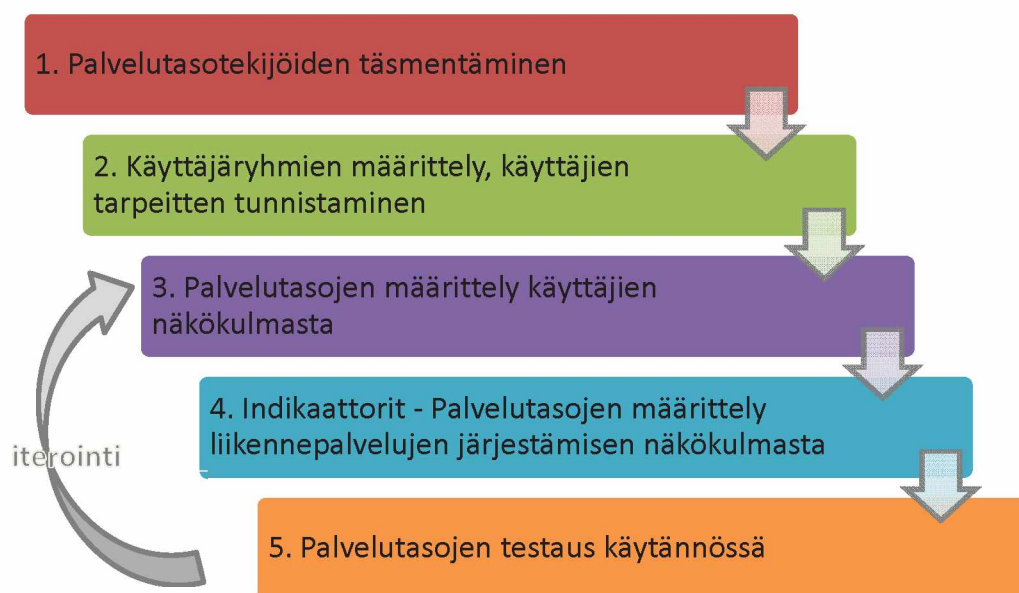 1. Palvelutasotekijöiden täsmentäminen
2. Käyttäjäryhmien määrittely, käyttäjien
tarpeitten tunnistaminen
3. Palvelutasojen määrittely käyttäjien
näkökulmasta
4. Indikaattorit - Palvelutasojen määrittely
liikennepalvelujen järjestämisen näkökulmasta
iterointi
5. Palvelutasojen testaus käytännössä